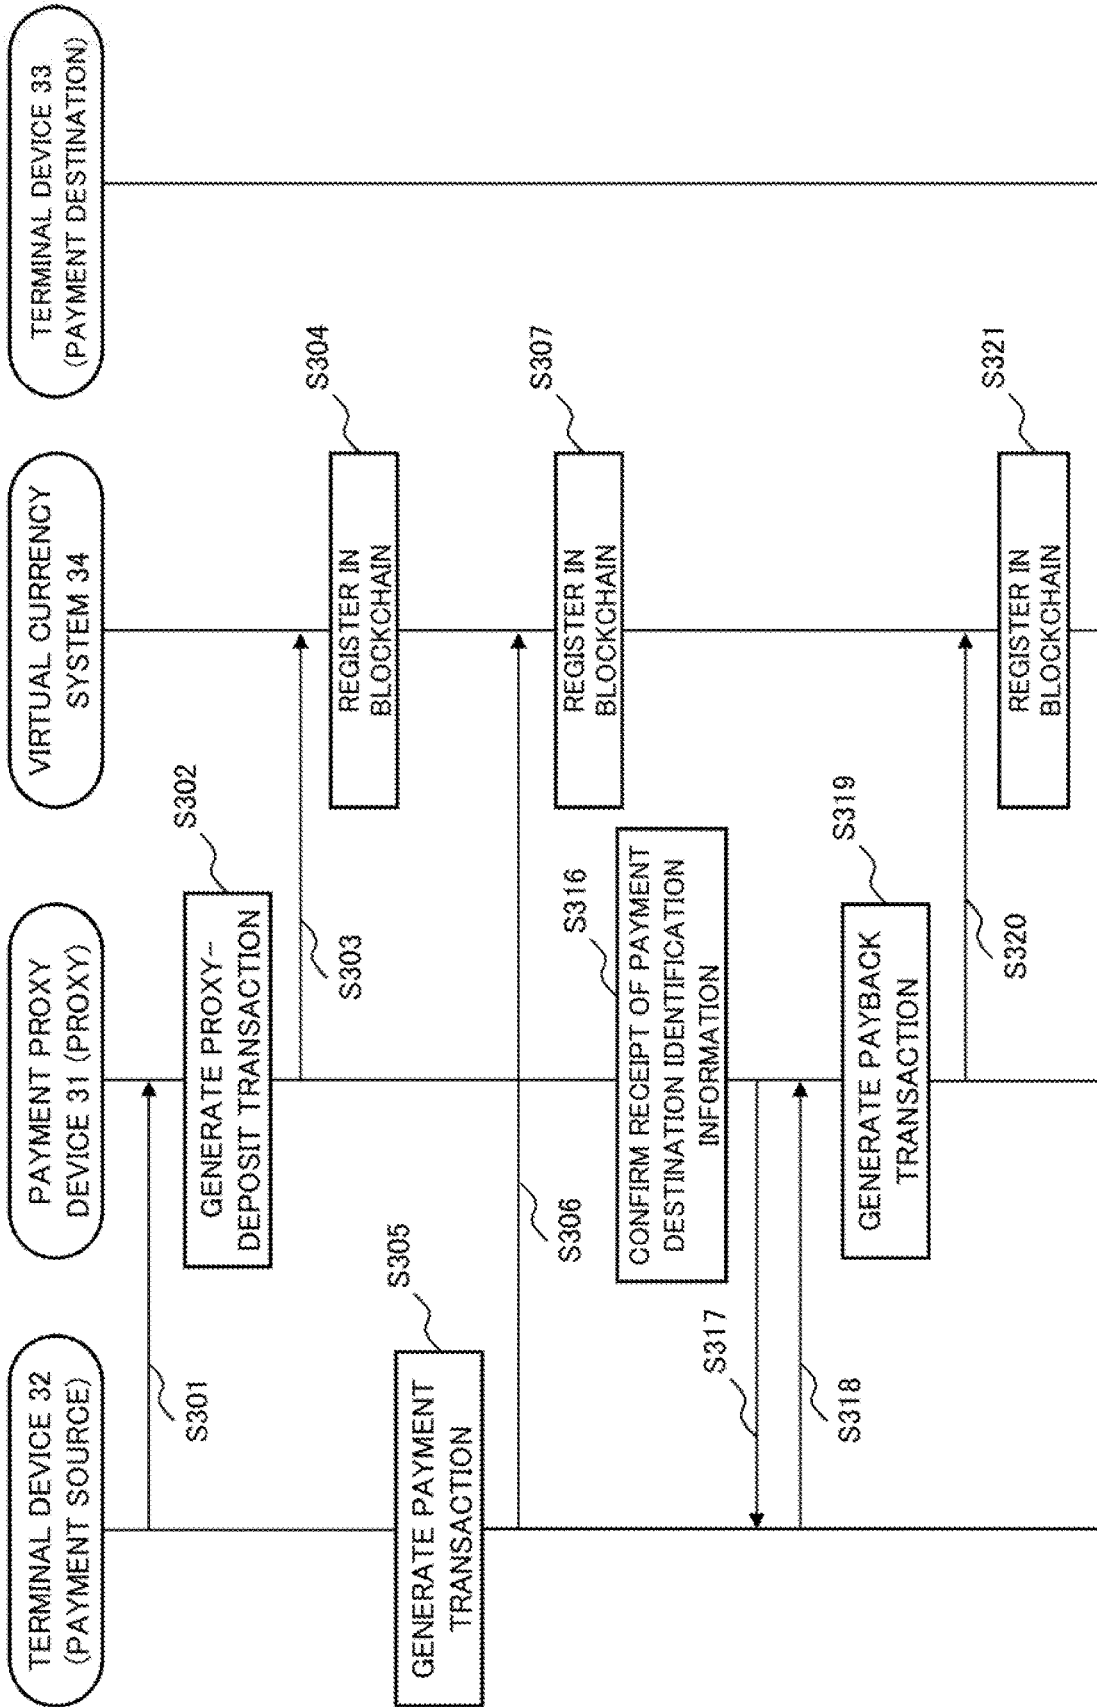 TERMINAL DEVICE 32
(PAYMENT SOURCE)
PAYMENT PROXY
DEVICE 31 (PROXY)
VIRTUAL CURRENCY
SYSTEM 34
TERMINAL DEVICE 33
(PAYMENT DESTINATION)
S301
S302
GENERATE PROXY-
DEPOSIT TRANSACTION
S303
S304
REGISTER IN
BLOCKCHAIN
S305
GENERATE PAYMENT
TRANSACTION
S306
S307
REGISTER IN
BLOCKCHAIN
S316
CONFIRM RECEIPT OF PAYMENT
DESTINATION IDENTIFICATION
INFORMATION
S317
S318
S319
GENERATE PAYBACK
TRANSACTION
S320
S321
REGISTER IN
BLOCKCHAIN